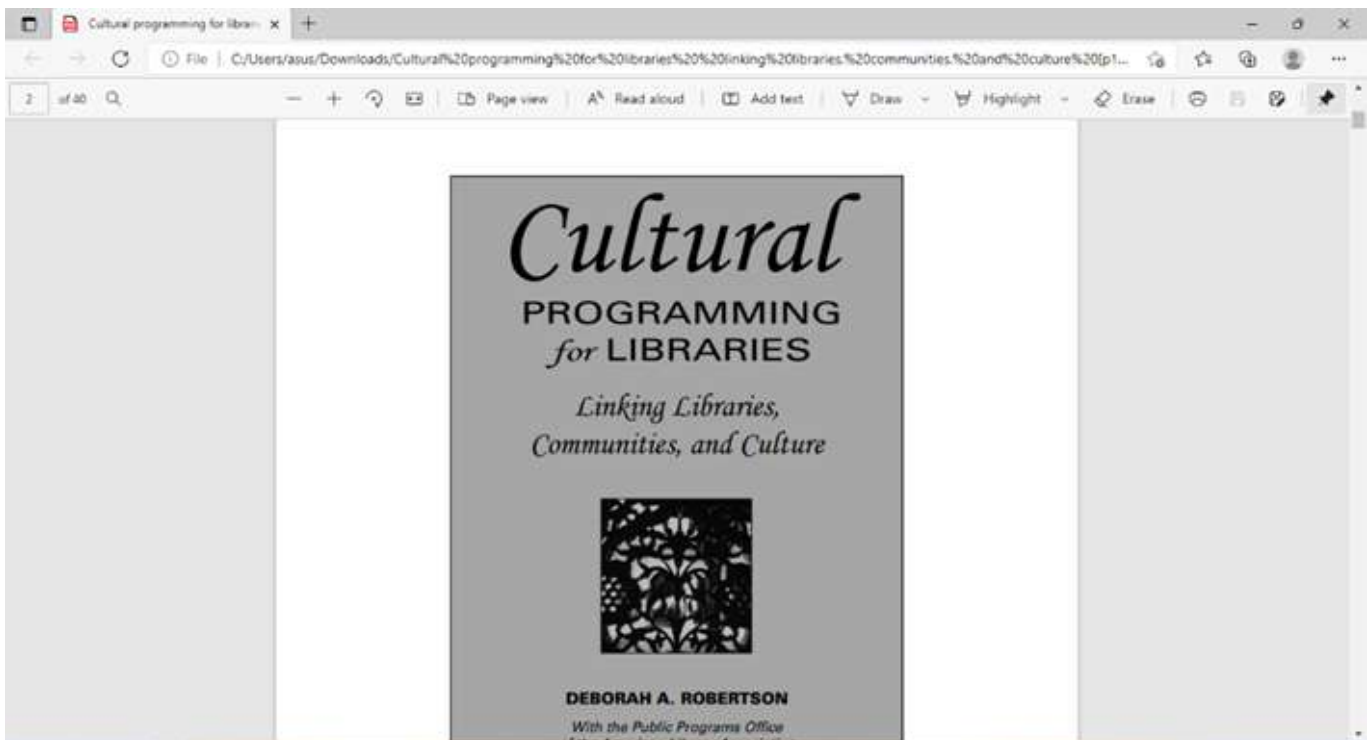 Cultural programming for librari
File
C:/Users/asus/Downloads/Cultural%20programming%20for%20libraries%20%20linking%20libraries,%20communities,%20and%20culture%20[p1...
2 of 40
Page view
Read aloud
Add text
Draw
Highlight
Erase
Cultural
PROGRAMMING
for LIBRARIES
Linking Libraries,
Communities, and Culture
DEBORAH A. ROBERTSON
With the Public Programs Office